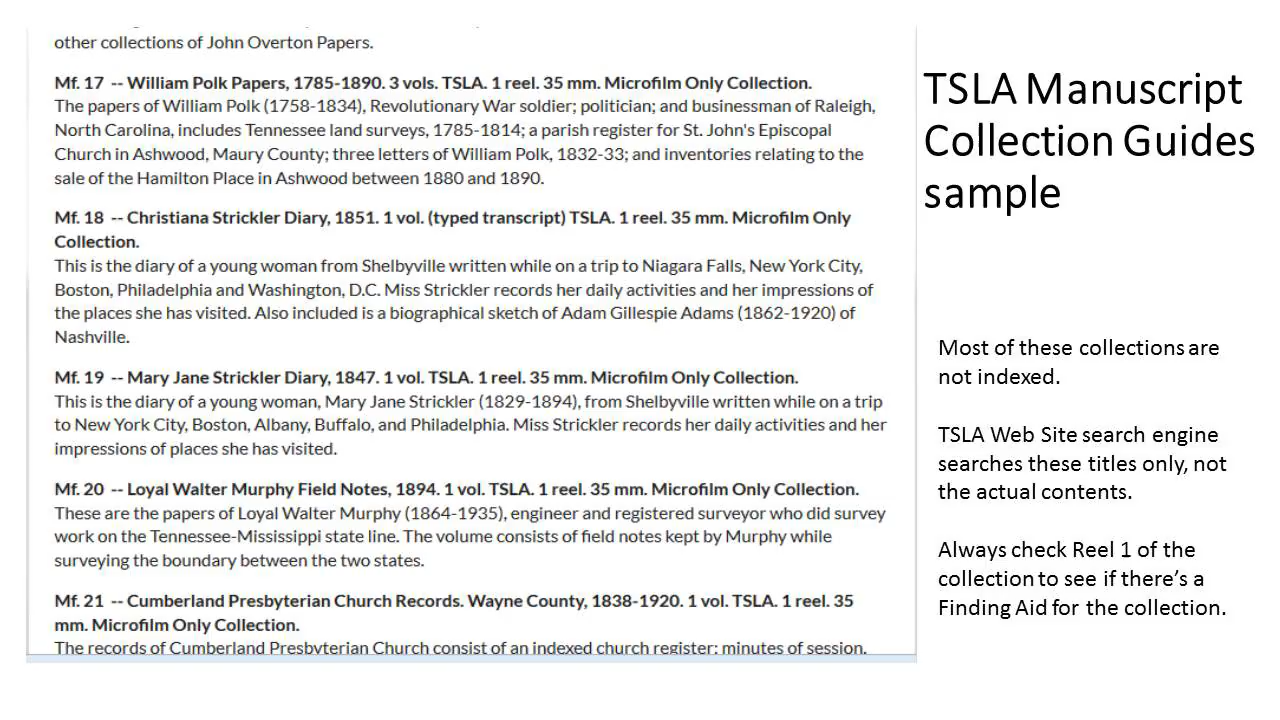 other collections of John Overton Papers.
Mf. 17 -- William Polk Papers, 1785-1890. 3 vols. TSLA. 1 reel. 35 mm. Microfilm Only Collection.
The papers of William Polk (1758-1834), Revolutionary War soldier; politician; and businessman of Raleigh,
North Carolina, includes Tennessee land surveys, 1785-1814; a parish register for St. John's Episcopal
Church in Ashwood, Maury County; three letters of William Polk, 1832-33; and inventories relating to the
sale of the Hamilton Place in Ashwood between 1880 and 1890.
Mf. 18 -- Christiana Strickler Diary, 1851. 1 vol. (typed transcript) TSLA. 1 reel. 35 mm. Microfilm Only
Collection.
This is the diary of a young woman from Shelbyville written while on a trip to Niagara Falls, New York City,
Boston, Philadelphia and Washington, D.C. Miss Strickler records her daily activities and her impressions of
the places she has visited. Also included is a biographical sketch of Adam Gillespie Adams (1862-1920) of
Nashville.
Mf. 19 -- Mary Jane Strickler Diary, 1847. 1 vol. TSLA. 1 reel. 35 mm. Microfilm Only Collection.
This is the diary of a young woman, Mary Jane Strickler (1829-1894), from Shelbyville written while on a trip
to New York City, Boston, Albany, Buffalo, and Philadelphia. Miss Strickler records her daily activities and her
impressions of places she has visited.
Mf. 20 -- Loyal Walter Murphy Field Notes, 1894. 1 vol. TSLA. 1 reel. 35 mm. Microfilm Only Collection.
These are the papers of Loyal Walter Murphy (1864-1935), engineer and registered surveyor who did survey
work on the Tennessee-Mississippi state line. The volume consists of field notes kept by Murphy while
surveying the boundary between the two states.
Mf. 21 -- Cumberland Presbyterian Church Records. Wayne County, 1838-1920. 1 vol. TSLA. 1 reel. 35
mm. Microfilm Only Collection.
The records of Cumberland Presbyterian Church consist of an indexed church register; minutes of session,
TSLA Manuscript
Collection Guides
sample
Most of these collections are
not indexed.
TSLA Web Site search engine
searches these titles only, not
the actual contents.
Always check Reel 1 of the
collection to see if there's a
Finding Aid for the collection.